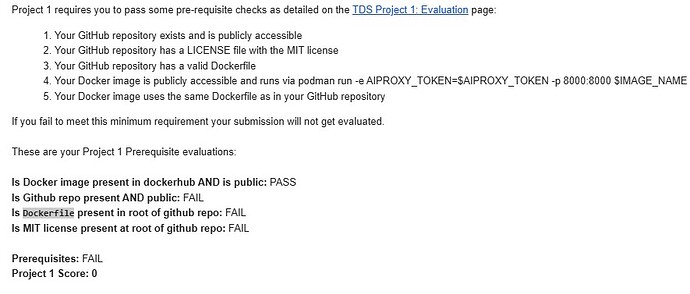 Project 1 requires you to pass some pre-requisite checks as detailed on the TDS Project 1: Evaluation page:
1. Your GitHub repository exists and is publicly accessible
2. Your GitHub repository has a LICENSE file with the MIT license
3. Your GitHub repository has a valid Dockerfile
4. Your Docker image is publicly accessible and runs via podman run -e AIPROXY_TOKEN=$AIPROXY_TOKEN -p 8000:8000 $IMAGE_NAME
5. Your Docker image uses the same Dockerfile as in your GitHub repository
If you fail to meet this minimum requirement your submission will not get evaluated.
These are your Project 1 Prerequisite evaluations:
Is Docker image present in dockerhub AND is public: PASS
Is Github repo present AND public: FAIL
Is Dockerfile present in root of github repo: FAIL
Is MIT license present at root of github repo: FAIL
Prerequisites: FAIL
Project 1 Score: 0